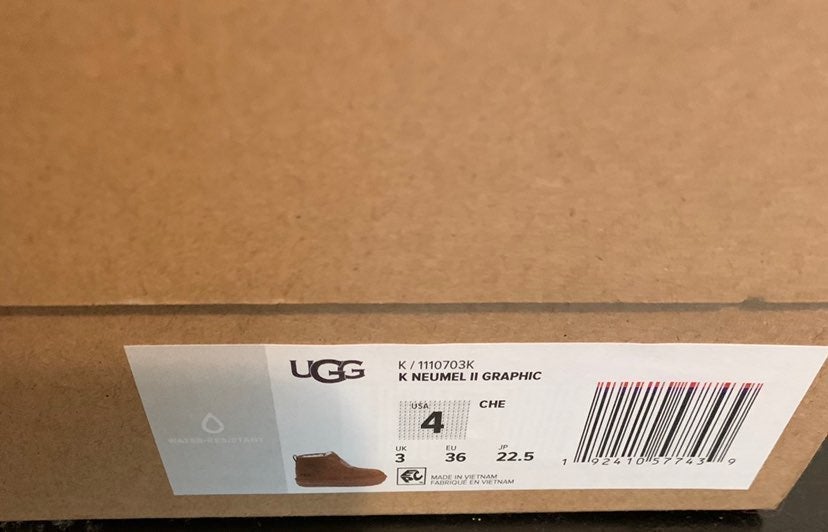 UGG
K / 1110703K
K NEUMEL II GRAPHIC
USA
4
CHE
UK
3
EU
36
JP
22.5
WATER-RESISTANT
MADE IN VIETNAM
FABRIQUÉ EN VIETNAM
1 92410 57743 9